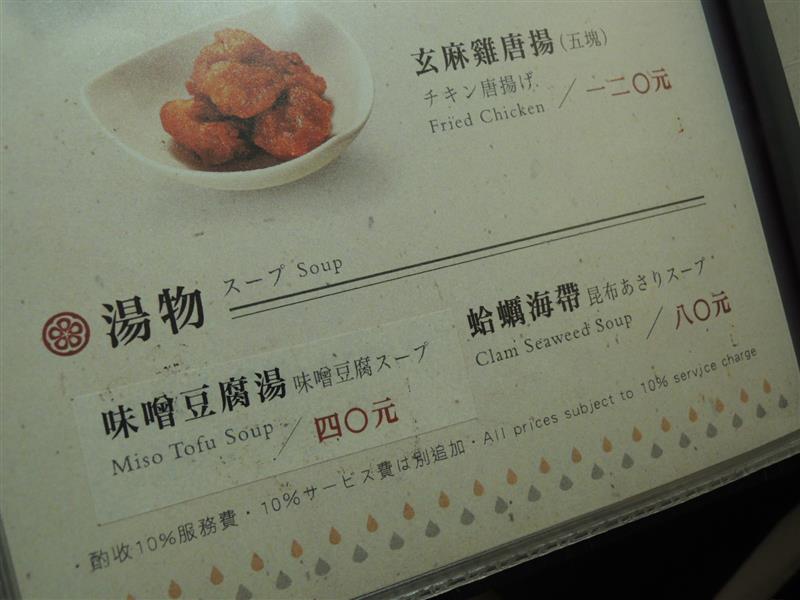 玄麻雞唐揚(五塊)
チキン唐揚げ
Fried Chicken / 一二〇元
湯物 スープ Soup
味噌豆腐湯 味噌豆腐スープ
Miso Tofu Soup / 四〇元
蛤蠣海帶 昆布あさりスープ
Clam Seaweed Soup / 八〇元
・酌收10%服務費・10%サービス費は別追加・All prices subject to 10% service charge